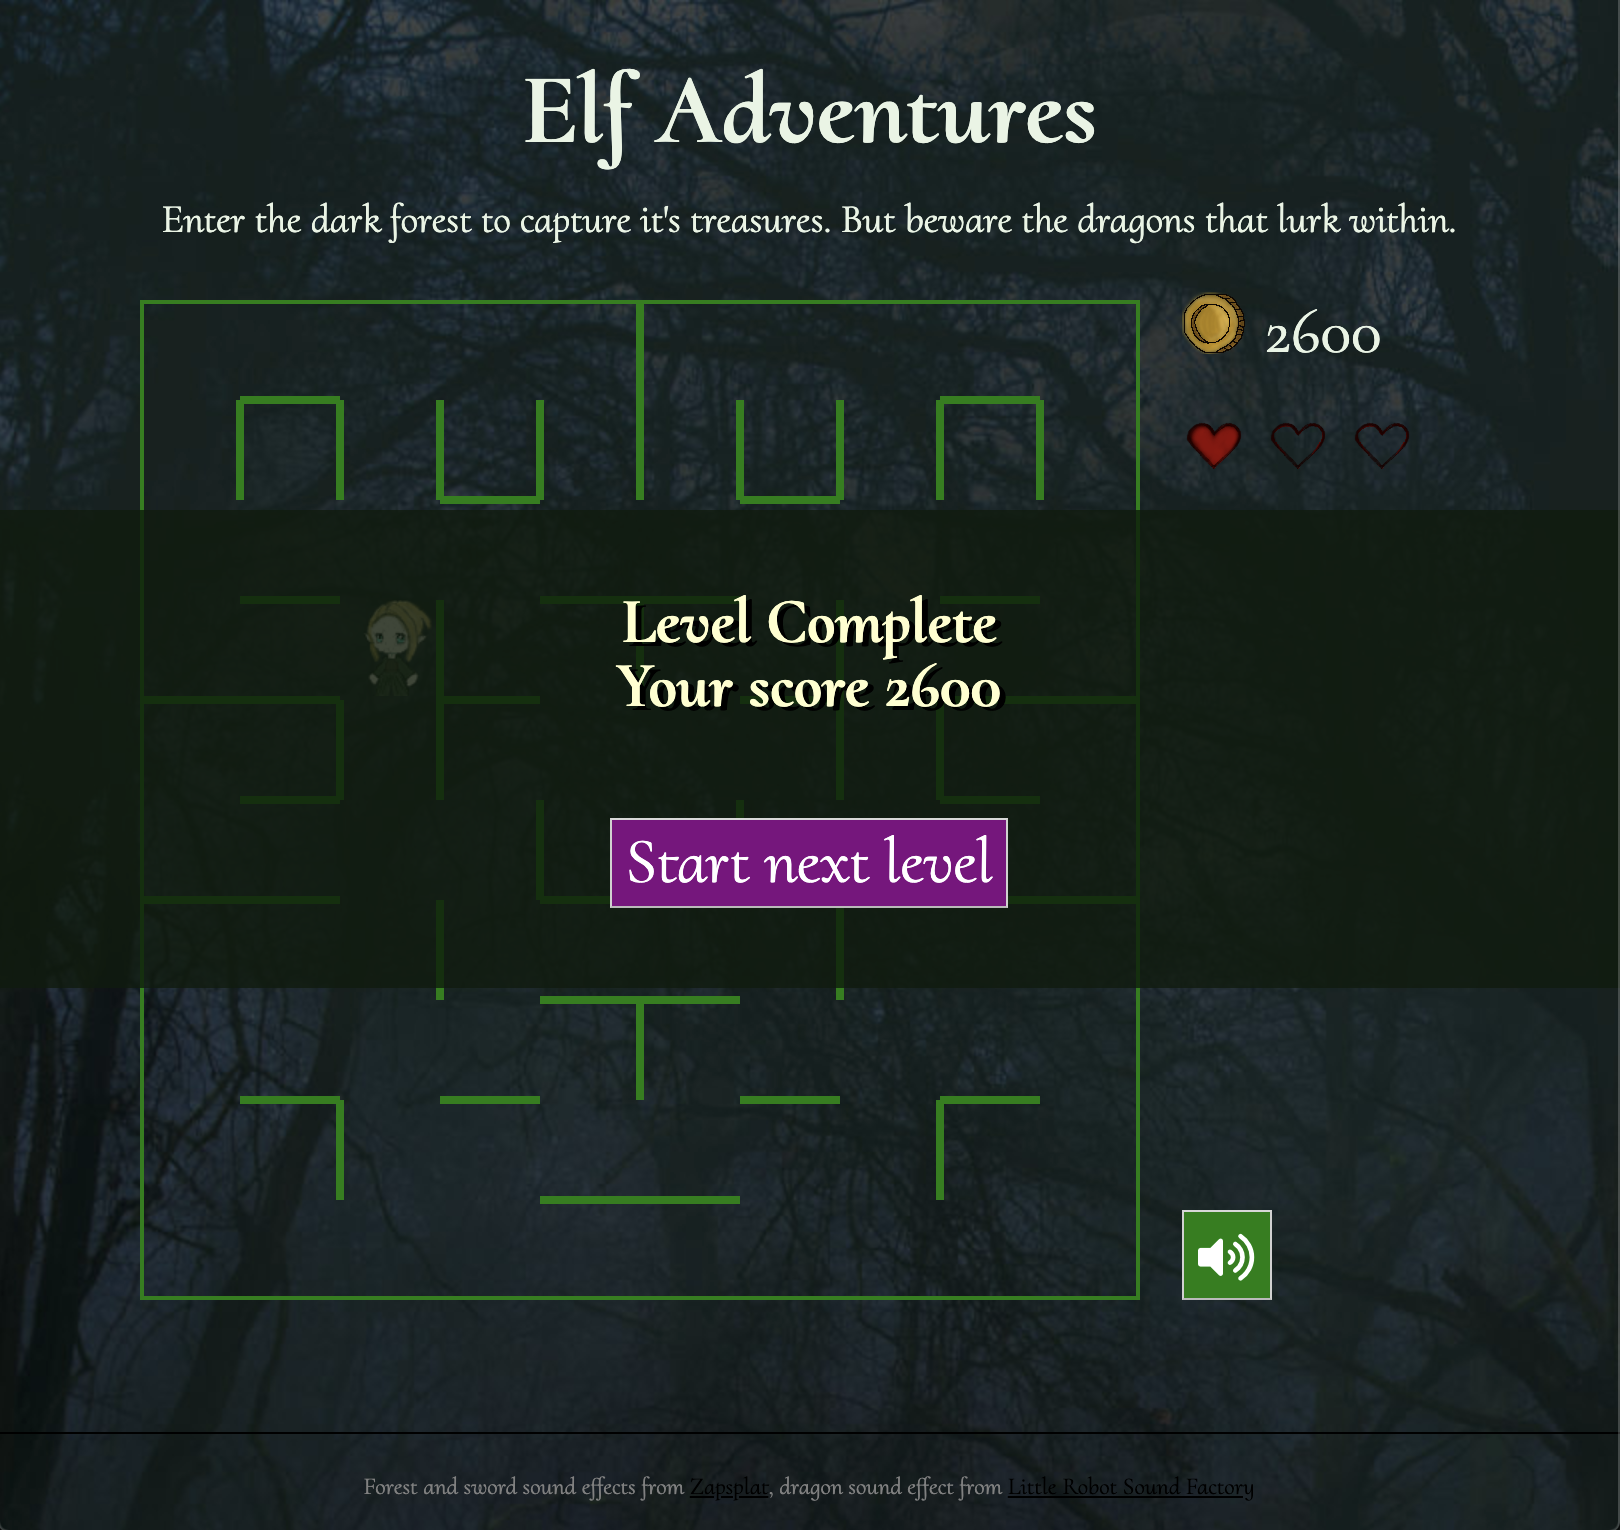 Elf Adventures
Enter the dark forest to capture it's treasures. But beware the dragons that lurk within.
2600
Level Complete
Your score 2600
Start next level
Forest and sword sound effects from Zapsplat, dragon sound effect from Little Robot Sound Factory